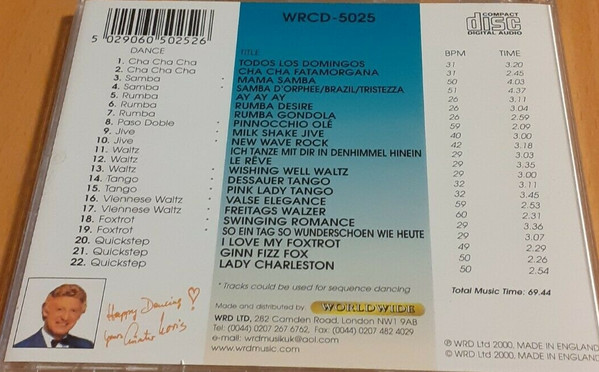 WRCD-5025
COMPACT
disc
DIGITAL AUDIO
5 029060 502526
DANCE
1. Cha Cha Cha
2. Cha Cha Cha
3. Samba *
4. Samba *
5. Rumba
6. Rumba *
7. Rumba *
8. Paso Doble *
9. Jive *
10. Jive *
11. Waltz
12. Waltz
13. Waltz *
14. Tango *
15. Tango *
16. Viennese Waltz *
17. Viennese Waltz *
18. Foxtrot *
19. Foxtrot *
20. Quickstep
21. Quickstep
22. Quickstep
TITLE
TODOS LOS DOMINGOS
CHA CHA FATAMORGANA
MAMA SAMBA
SAMBA D'ORPHEE/BRAZIL/TRISTEZZA
AY AY AY
RUMBA DESIRE
RUMBA GONDOLA
PINNOCCHIO OLÉ
MILK SHAKE JIVE
NEW WAVE ROCK
ICH TANZE MIT DIR IN DENHIMMEL HINEIN
LE RÊVE
WISHING WELL WALTZ
DESSAUER TANGO
PINK LADY TANGO
VALSE ELEGANCE
FREITAGS WALZER
SWINGING ROMANCE
SO EIN TAG SO WUNDERSCHOEN WIE HEUTE
I LOVE MY FOXTROT
GINN FIZZ FOX
LADY CHARLESTON
BPM TIME
31 3.20
31 2.45
50 4.03
51 4.37
26 3.11
26 3.04
26 2.59
59 2.09
40 3.00
42 3.18
29 3.03
29 3.35
29 3.00
32 3.11
32 3.11
59 2.53
60 2.31
29 3.36
29 3.07
49 2.29
50 2.26
50 2.54
Total Music Time: 69.44
* Tracks could be used for sequence dancing
Happy Dancing
Made and distributed by WORLDWIDE
WRD LTD, 282 Camden Road, London NW1 9AB
Tel: (0044) 0207 267 6762, Fax: (0044) 0207 482 4029
e-mail: wrdmusicuk@aol.com
www.wrdmusic.com
℗ WRD Ltd 2000, MADE IN ENGLAND
© WRD Ltd 2000, MADE IN ENGLAND